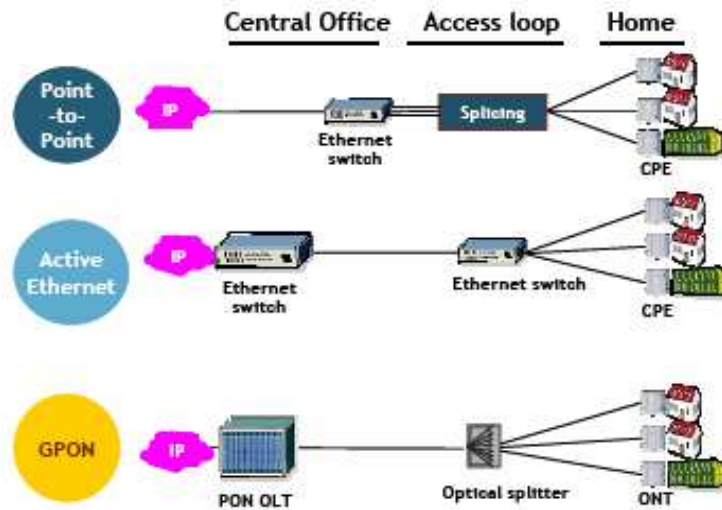 Central Office
Access loop
Home
Point
-to-
Point
IP
Ethernet
switch
Splicing
CPE
Active
Ethernet
IP
Ethernet
switch
Ethernet switch
CPE
GPON
IP
PON OLT
Optical splitter
ONT